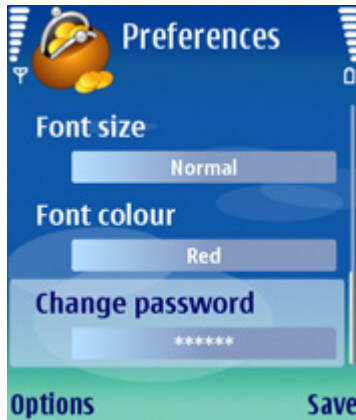 Preferences
Font size
Normal
Font colour
Red
Change password
******
Options Save